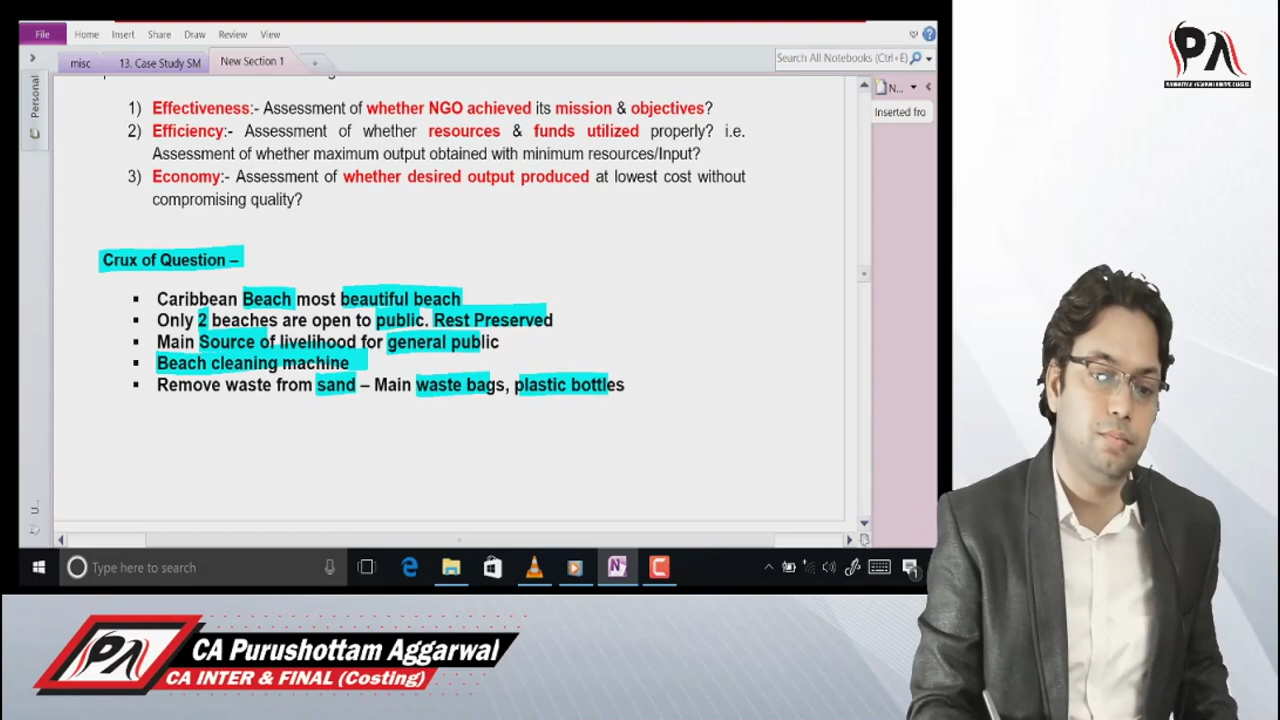 File Home Insert Share Draw Review View
misc 13. Case Study SM New Section 1
Search All Notebooks (Ctrl+E)
Personal
N...
Inserted fro
1) Effectiveness:- Assessment of whether NGO achieved its mission & objectives?
2) Efficiency:- Assessment of whether resources & funds utilized properly? i.e.
Assessment of whether maximum output obtained with minimum resources/Input?
3) Economy:- Assessment of whether desired output produced at lowest cost without
compromising quality?
Crux of Question –
▪ Caribbean Beach most beautiful beach
▪ Only 2 beaches are open to public. Rest Preserved
▪ Main Source of livelihood for general public
▪ Beach cleaning machine
▪ Remove waste from sand – Main waste bags, plastic bottles
U...
Type here to search
1
PA
CA Purushottam Aggarwal
CA INTER & FINAL (Costing)
PA